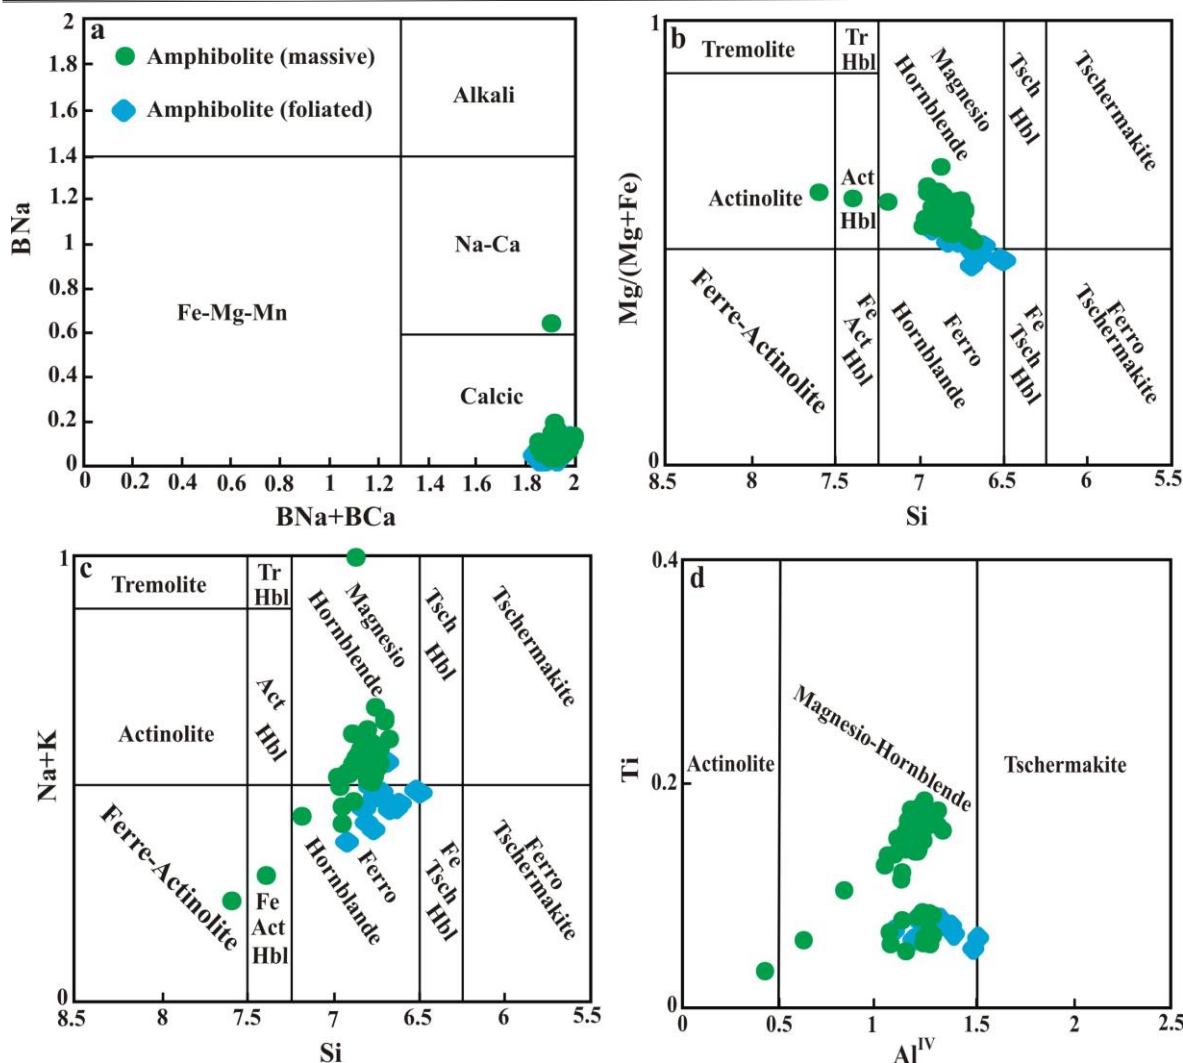 a
Amphibolite (massive)
Amphibolite (foliated)
Alkali
Na-Ca
Fe-Mg-Mn
Calcic
2
1.8
1.6
1.4
1.2
1
0.8
0.6
0.4
0.2
0
0 0.2 0.4 0.6 0.8 1 1.2 1.4 1.6 1.8 2
BNa
BNa+BCa
b
Tremolite
Tr
Hbl
Magnesio
Hornblende
Tsch
Hbl
Tschermakite
Actinolite
Act
Hbl
Ferre-Actinolite
Fe
Act
Hbl
Ferro
Hornblande
Fe
Tsch
Hbl
Ferro
Tschermakite
1
0
8.5 8 7.5 7 6.5 6 5.5
Mg/(Mg+Fe)
Si
c
Tremolite
Tr
Hbl
Magnesio
Hornblende
Tsch
Hbl
Tschermakite
Actinolite
Act
Hbl
Ferre-Actinolite
Fe
Act
Hbl
Ferro
Hornblande
Fe
Tsch
Hbl
Ferro
Tschermakite
1
0
8.5 8 7.5 7 6.5 6 5.5
Na+K
Si
d
Magnesio-Hornblende
Actinolite
Tschermakite
0.4
0.2
0
0 0.5 1 1.5 2 2.5
Ti
Al^IV